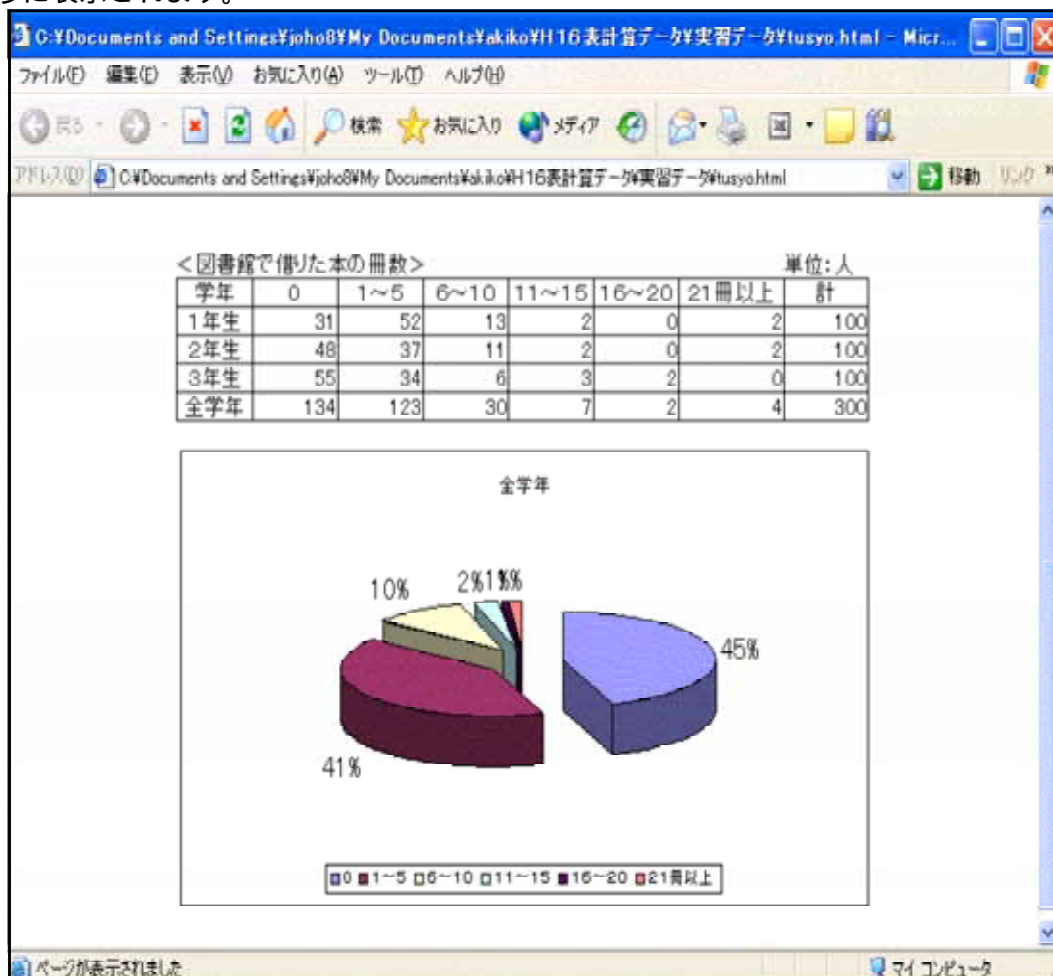 うに表示されます。
C:¥Documents and Settings¥joho8¥My Documents¥akiko¥H16表計算データ¥実習データ¥tusyo.html - Micr...
ファイル(F) 編集(E) 表示(V) お気に入り(A) ツール(T) ヘルプ(H)
戻る 検索 お気に入り メディア
アドレス(D) C:¥Documents and Settings¥joho8¥My Documents¥akiko¥H16表計算データ¥実習データ¥tusyo.html 移動 リンク »
<図書館で借りた本の冊数> 単位:人
学年 0 1~5 6~10 11~15 16~20 21冊以上 計
1年生 31 52 13 2 0 2 100
2年生 48 37 11 2 0 2 100
3年生 55 34 6 3 2 0 100
全学年 134 123 30 7 2 4 300
全学年
10% 2% 1%
45%
41%
0 1~5 6~10 11~15 16~20 21冊以上
ページが表示されました マイ コンピュータ